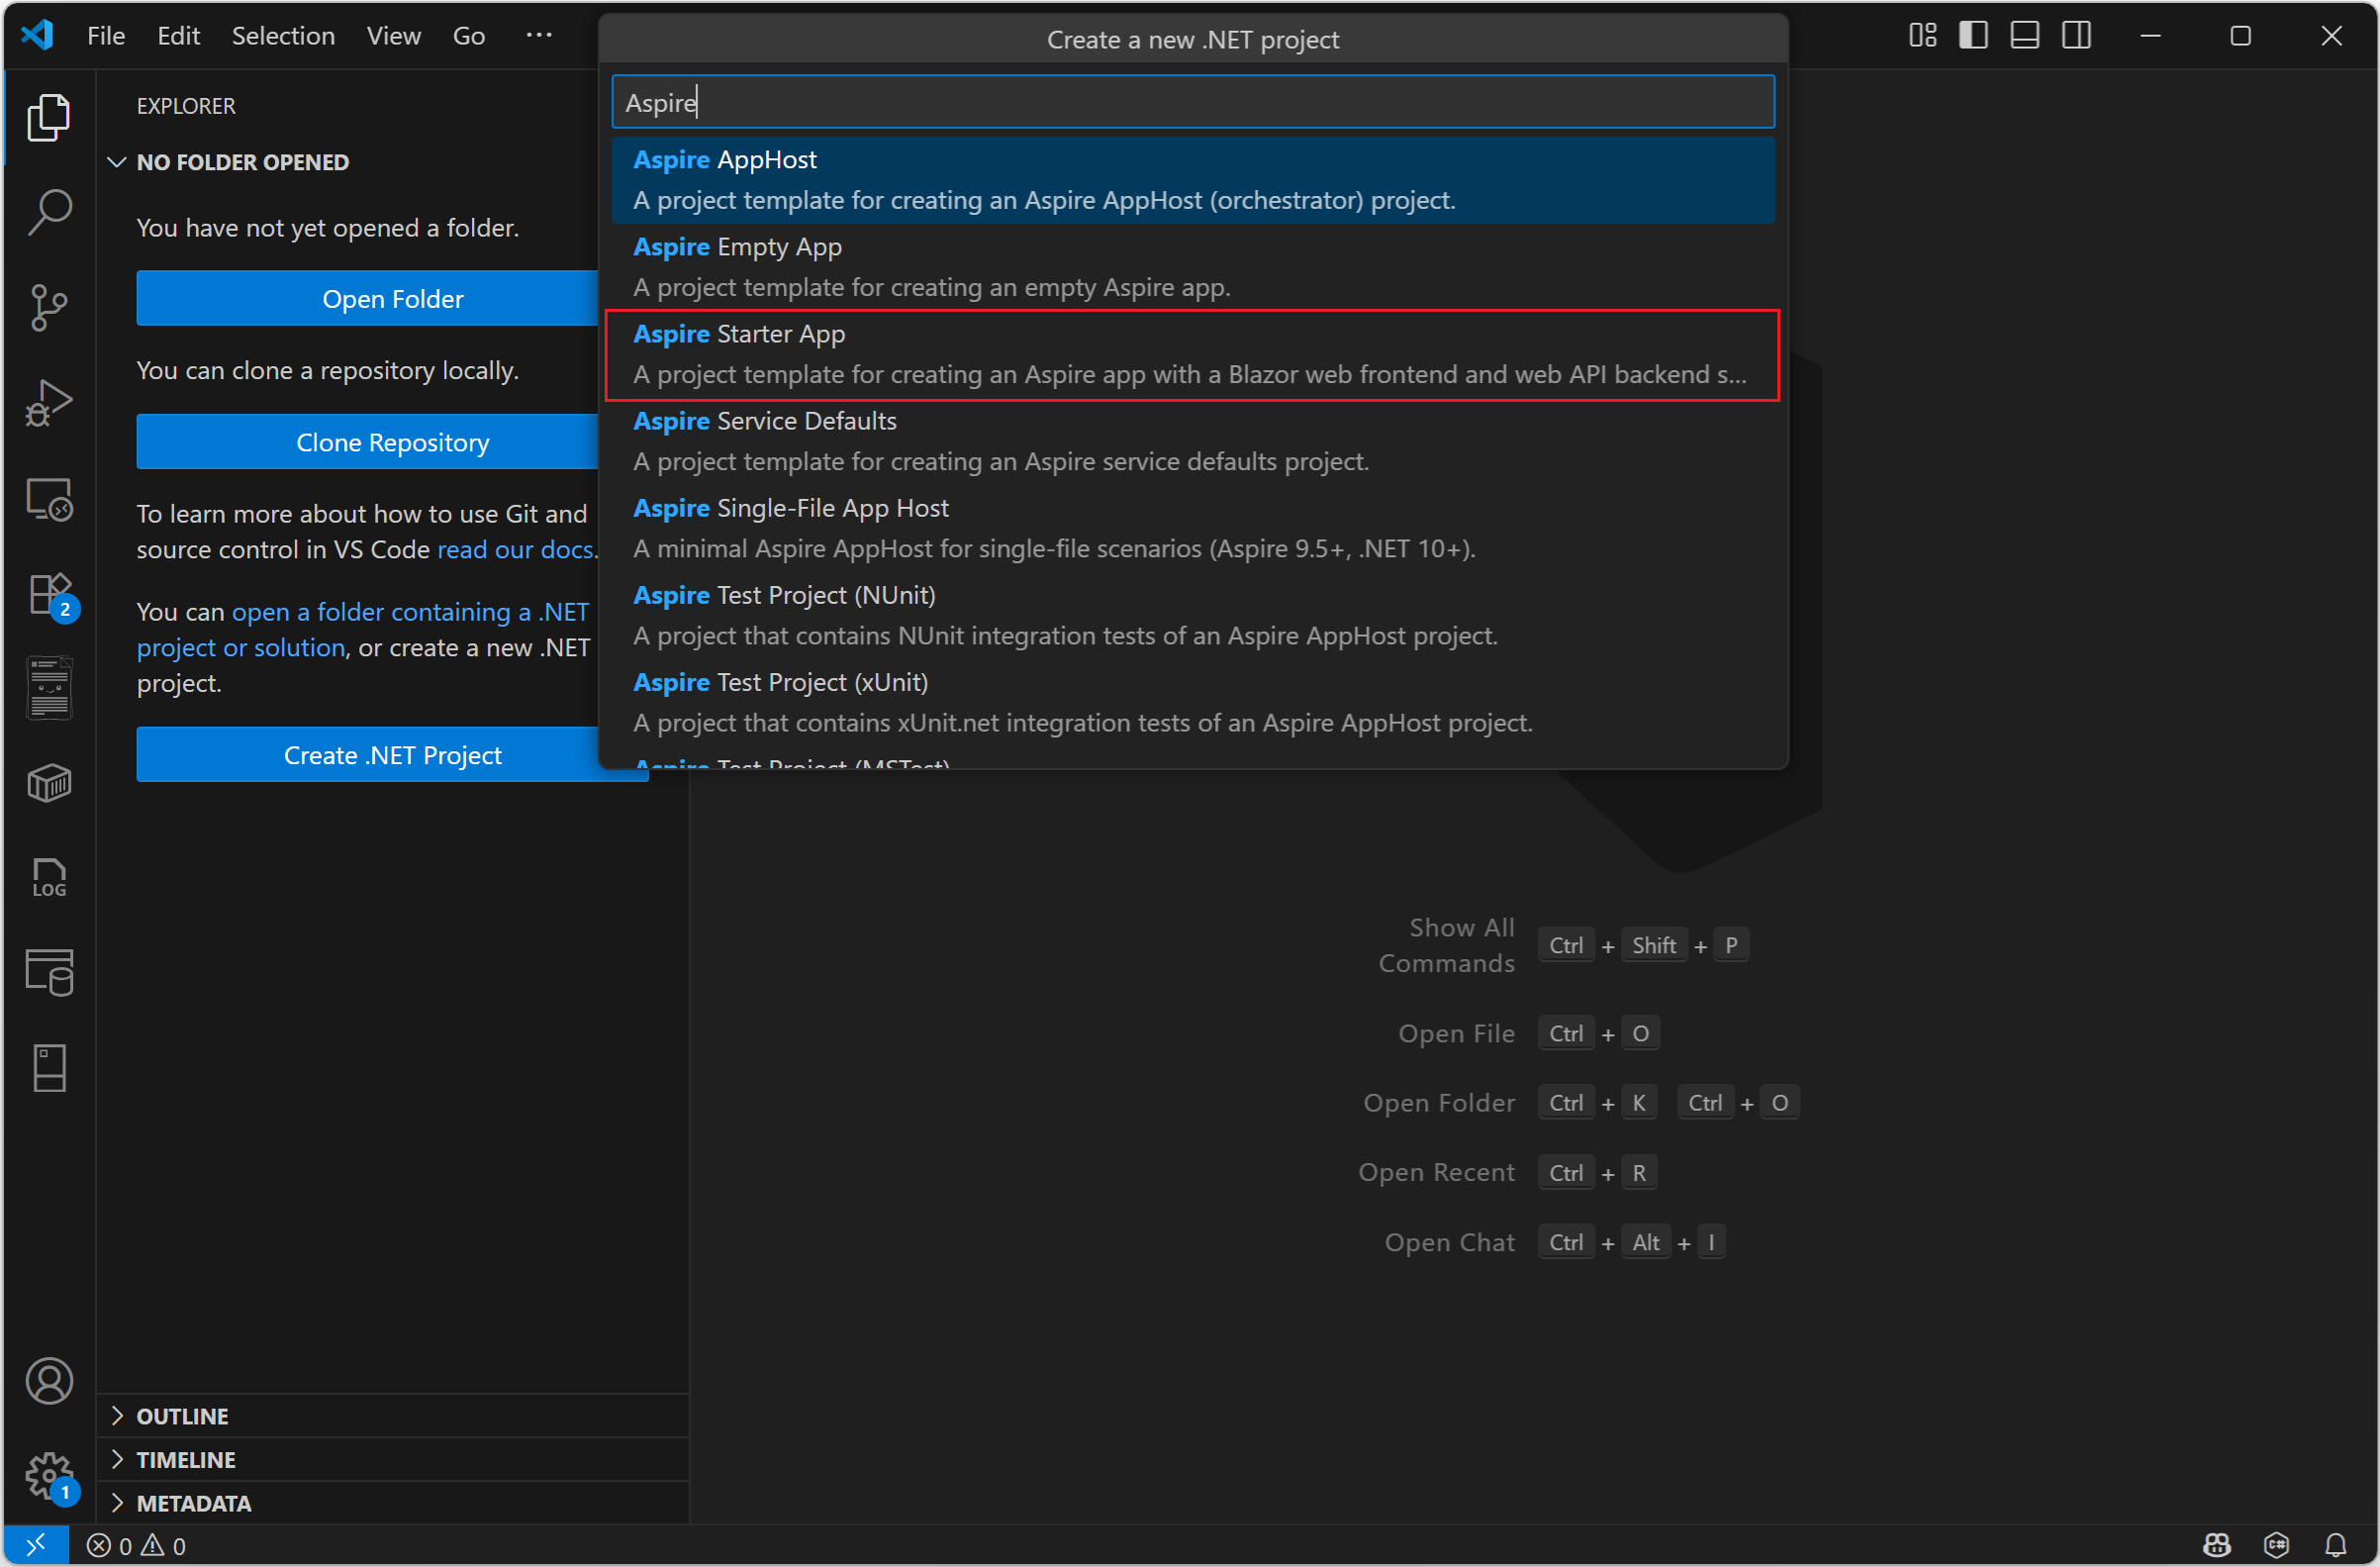 File Edit Selection View Go ···
Create a new .NET project
Aspire
Aspire AppHost
A project template for creating an Aspire AppHost (orchestrator) project.
Aspire Empty App
A project template for creating an empty Aspire app.
Aspire Starter App
A project template for creating an Aspire app with a Blazor web frontend and web API backend s...
Aspire Service Defaults
A project template for creating an Aspire service defaults project.
Aspire Single-File App Host
A minimal Aspire AppHost for single-file scenarios (Aspire 9.5+, .NET 10+).
Aspire Test Project (NUnit)
A project that contains NUnit integration tests of an Aspire AppHost project.
Aspire Test Project (xUnit)
A project that contains xUnit.net integration tests of an Aspire AppHost project.
Aspire Test Project (MSTest)
EXPLORER
NO FOLDER OPENED
You have not yet opened a folder.
Open Folder
You can clone a repository locally.
Clone Repository
To learn more about how to use Git and
source control in VS Code read our docs.
You can open a folder containing a .NET
project or solution, or create a new .NET
project.
Create .NET Project
2
LOG
Show All
Commands
Ctrl + Shift + P
Open File Ctrl + O
Open Folder Ctrl + K Ctrl + O
Open Recent Ctrl + R
Open Chat Ctrl + Alt + I
OUTLINE
TIMELINE
METADATA
1
0 0
C#